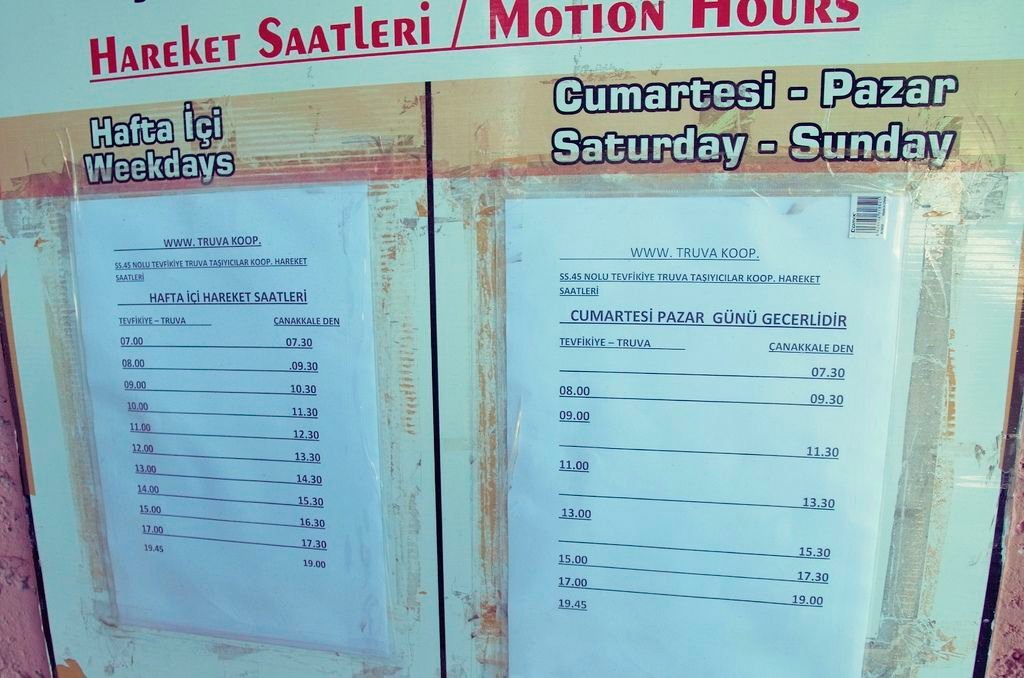 HAREKET SAATLERİ / MOTION HOURS
Hafta İçi
Weekdays
WWW. TRUVA KOOP.
SS.45 NOLU TEVFİKİYE TRUVA TAŞIYICILAR KOOP. HAREKET
SAATLERİ
HAFTA İÇİ HAREKET SAATLERİ
TEVFİKİYE – TRUVA ÇANAKKALE DEN
07.00 07.30
08.00 .09.30
09.00 10.30
10.00 11.30
11.00 12.30
12.00 13.30
13.00 14.30
14.00 15.30
15.00 16.30
17.00 17.30
19.45 19.00
Cumartesi - Pazar
Saturday - Sunday
WWW. TRUVA KOOP.
SS.45 NOLU TEVFİKİYE TRUVA TAŞIYICILAR KOOP. HAREKET
SAATLERİ
CUMARTESİ PAZAR GÜNÜ GECERLİDİR
TEVFİKİYE – TRUVA ÇANAKKALE DEN
07.30
08.00 09.30
09.00
11.30
11.00
13.30
13.00
15.30
15.00 17.30
17.00 19.00
19.45